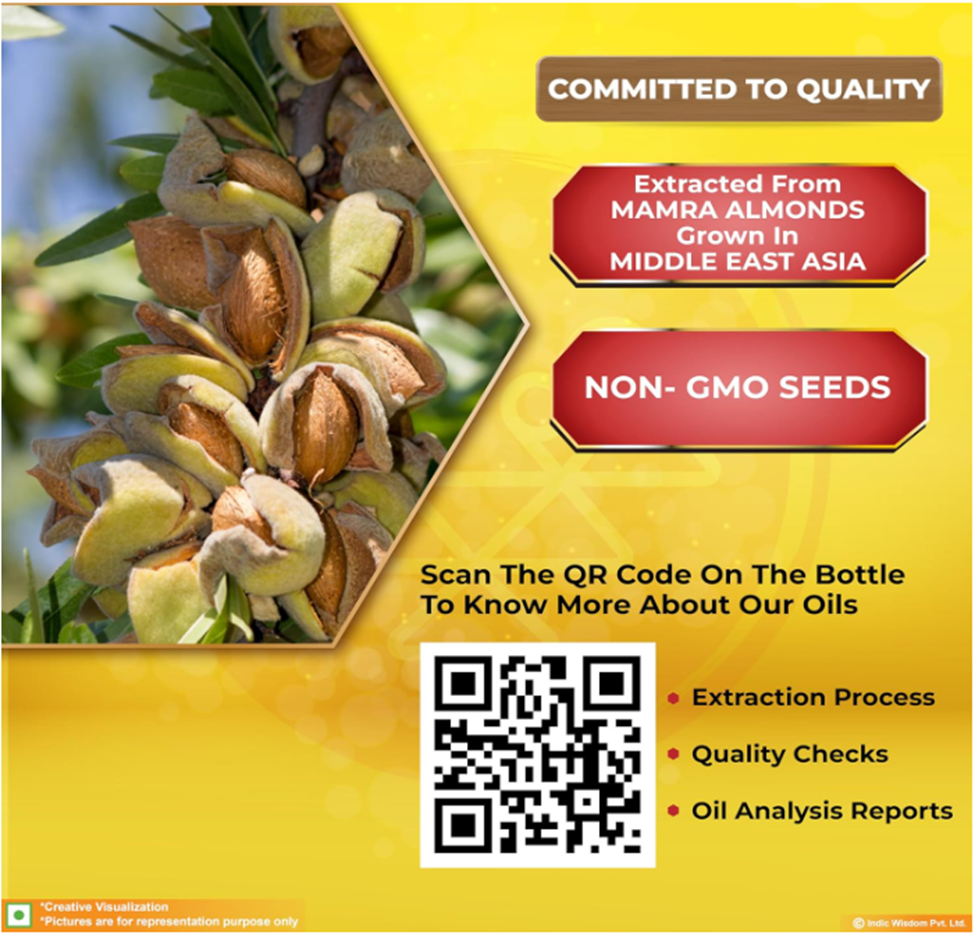 COMMITTED TO QUALITY
Extracted From
MAMRA ALMONDS
Grown In
MIDDLE EAST ASIA
NON- GMO SEEDS
Scan The QR Code On The Bottle
To Know More About Our Oils
Extraction Process
Quality Checks
Oil Analysis Reports
*Creative Visualization
*Pictures are for representation purpose only
© Indic Wisdom Pvt. Ltd.